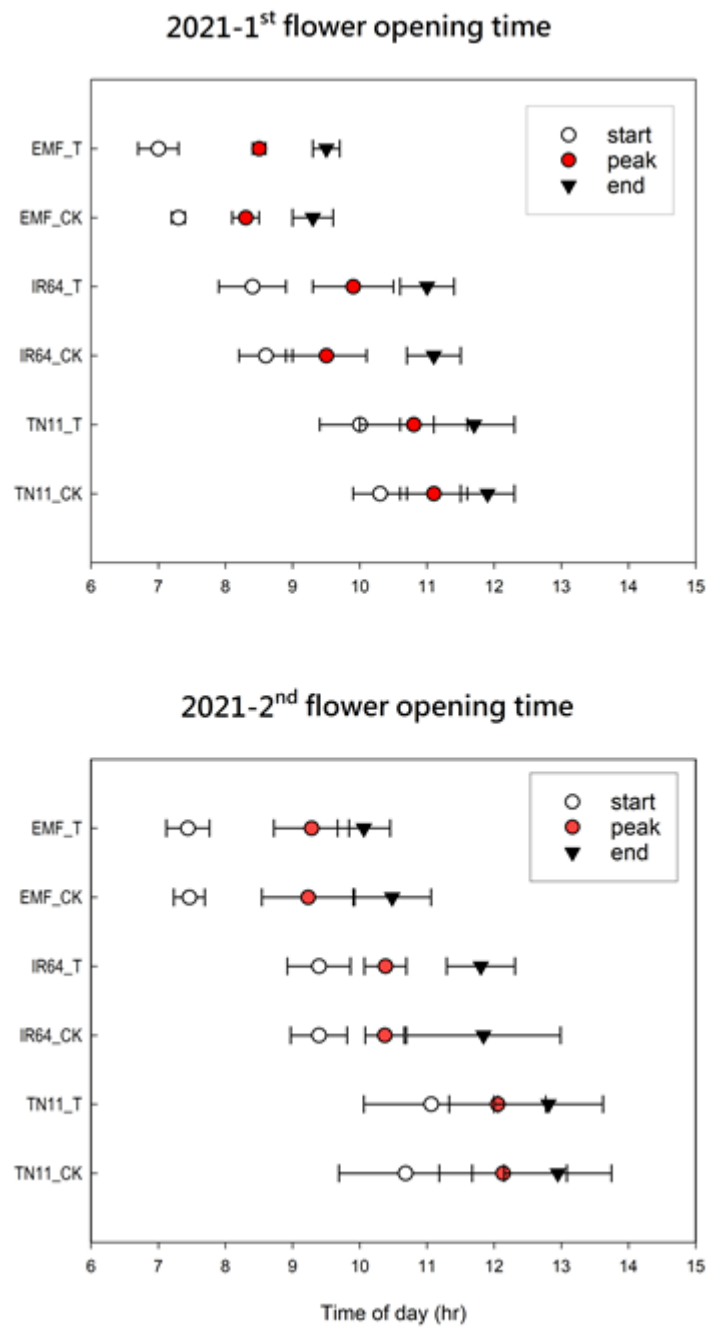 2021-1st flower opening time
start
peak
end
EMF_T
EMF_CK
IR64_T
IR64_CK
TN11_T
TN11_CK
6 7 8 9 10 11 12 13 14 15
2021-2nd flower opening time
start
peak
end
EMF_T
EMF_CK
IR64_T
IR64_CK
TN11_T
TN11_CK
6 7 8 9 10 11 12 13 14 15
Time of day (hr)